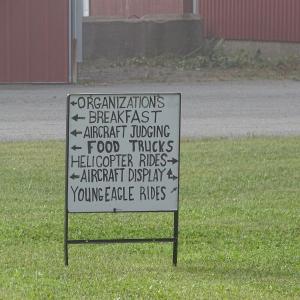 ←ORGANIZATIONS
← BREAKFAST
←AIRCRAFT JUDGING
← FOOD TRUCKS
HELICOPTER RIDES→
←AIRCRAFT DISPLAY
YOUNG EAGLE RIDES ↗